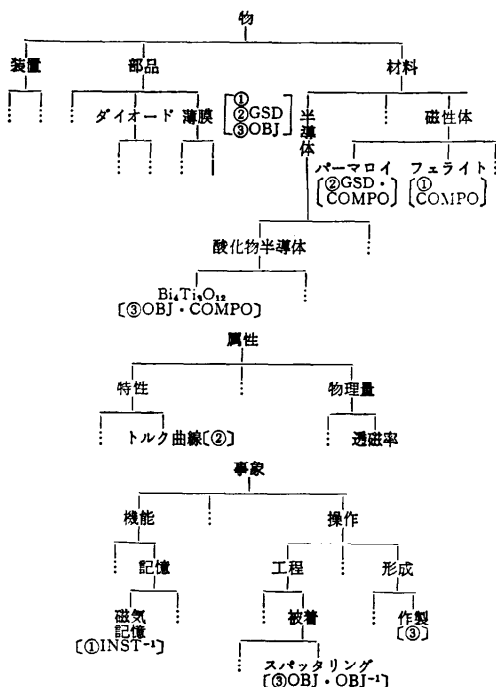 物
装置 部品 材料
ダイオード 薄膜 [① ②GSD ③OBJ] 半導体 磁性体
パーマロイ フェライト
[②GSD・COMPO] [①COMPO]
酸化物半導体
Bi₄Ti₃O₁₂
[③OBJ・COMPO]
属性
特性 物理量
トルク曲線[②] 透磁率
事象
機能 操作
記憶 工程 形成
磁気記憶 被着 作製
[①INST⁻¹] [③]
スパッタリング
[③OBJ・OBJ⁻¹]